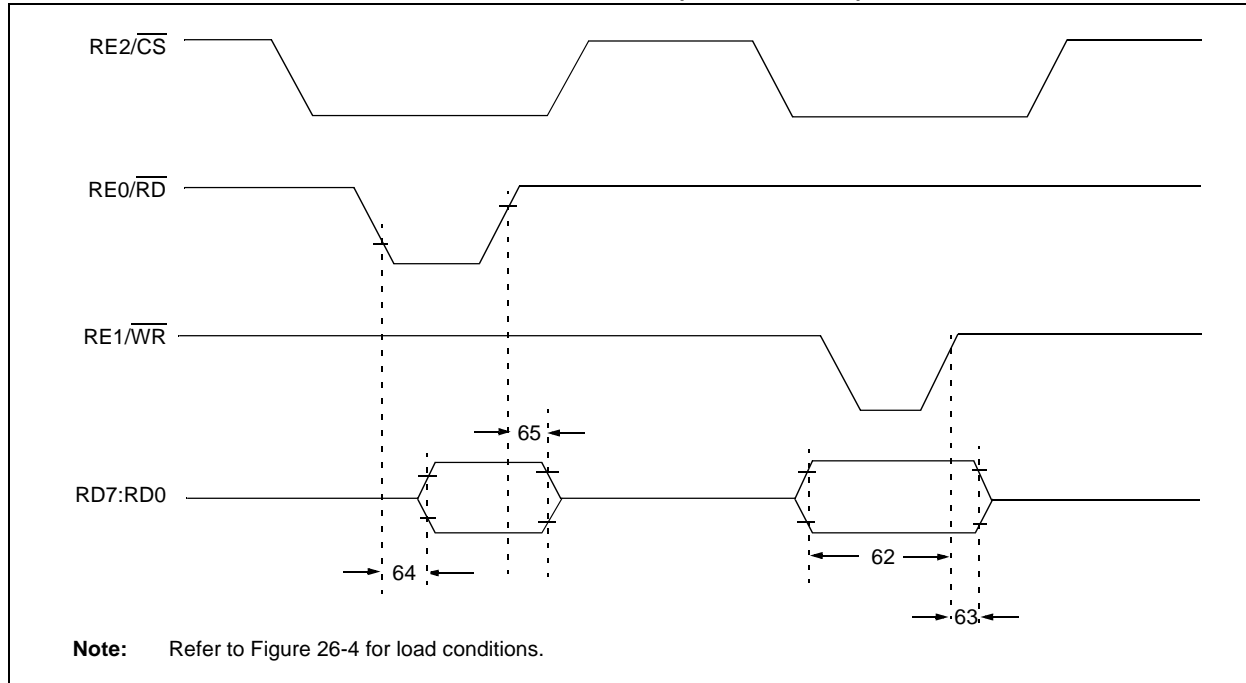 RE2/CS
RE0/RD
RE1/WR
65
RD7:RD0
62
64
63
Note: Refer to Figure 26-4 for load conditions.